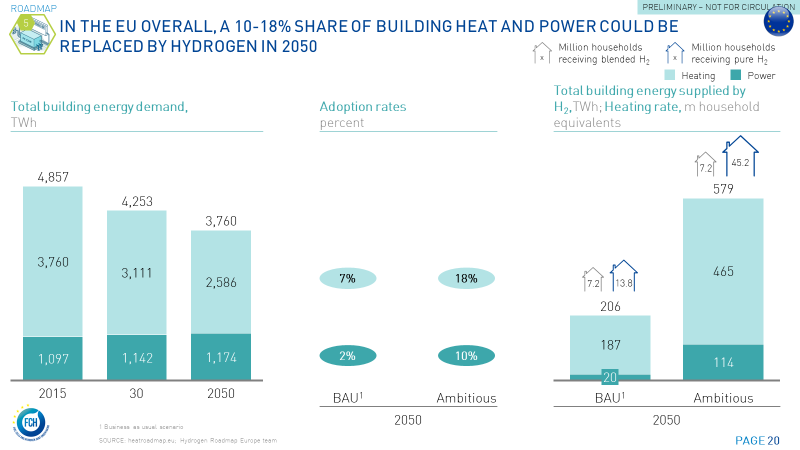 ROADMAP
PRELIMINARY – NOT FOR CIRCULATION
5
IN THE EU OVERALL, A 10-18% SHARE OF BUILDING HEAT AND POWER COULD BE
REPLACED BY HYDROGEN IN 2050
x
Million households
receiving blended H2
x
Million households
receiving pure H2
Heating
Power
Total building energy demand,
TWh
4,857
4,253
3,760
3,760
3,111
2,586
1,097
1,142
1,174
2015
30
2050
Adoption rates
percent
7%
18%
2%
10%
BAU1
Ambitious
2050
Total building energy supplied by
H2,TWh; Heating rate, m household
equivalents
7.2
45.2
579
7.2
13.8
206
465
187
114
20
BAU1
Ambitious
2050
FCH
1 Business as usual scenario
SOURCE: heatroadmap.eu; Hydrogen Roadmap Europe team
PAGE 20